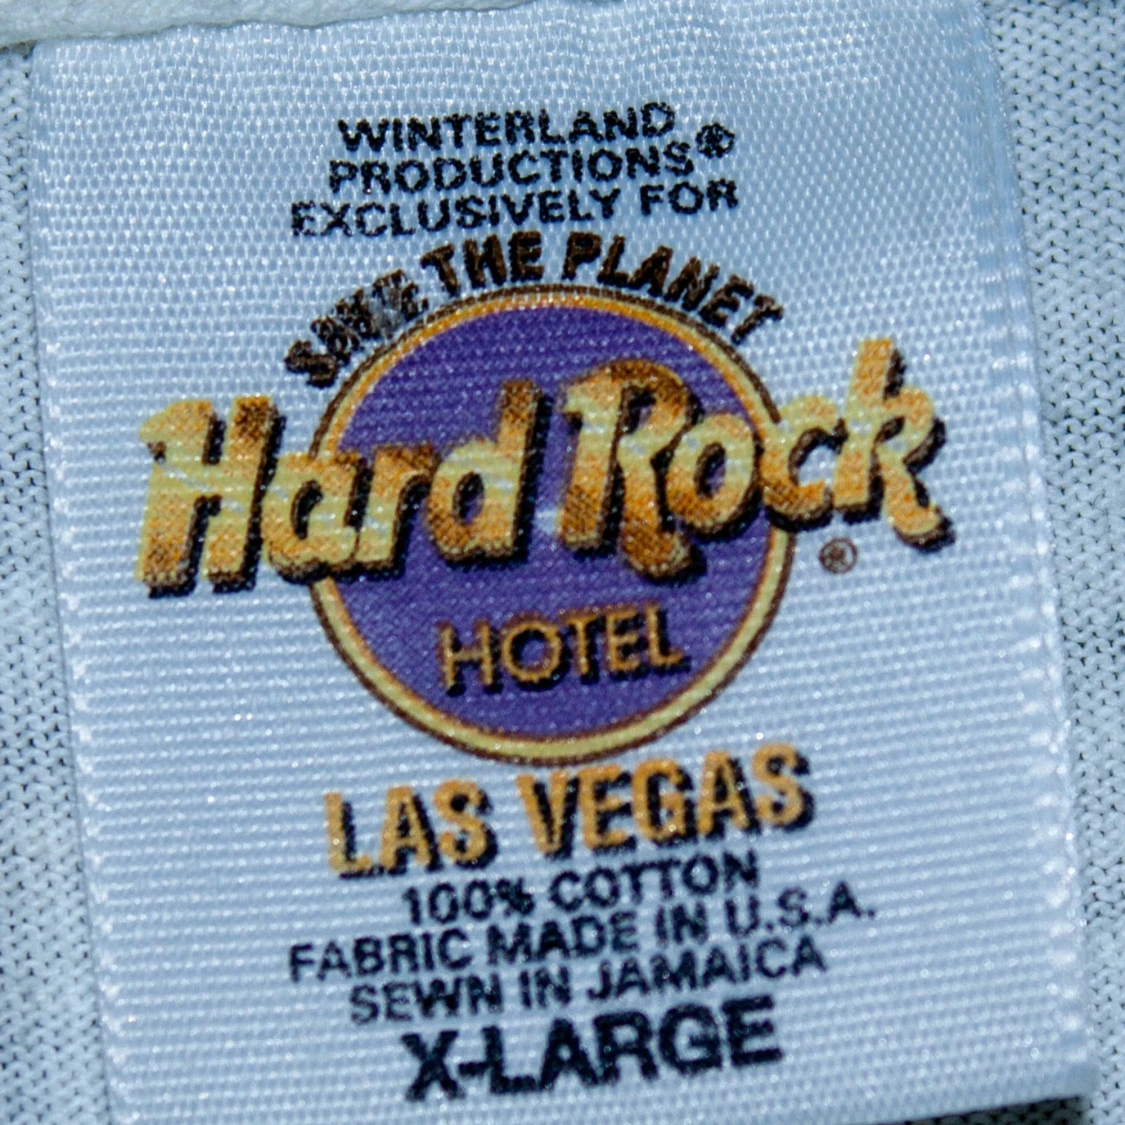 WINTERLAND
PRODUCTIONS®
EXCLUSIVELY FOR
SAVE THE PLANET
Hard Rock
®
HOTEL
LAS VEGAS
100% COTTON
FABRIC MADE IN U.S.A.
SEWN IN JAMAICA
X-LARGE